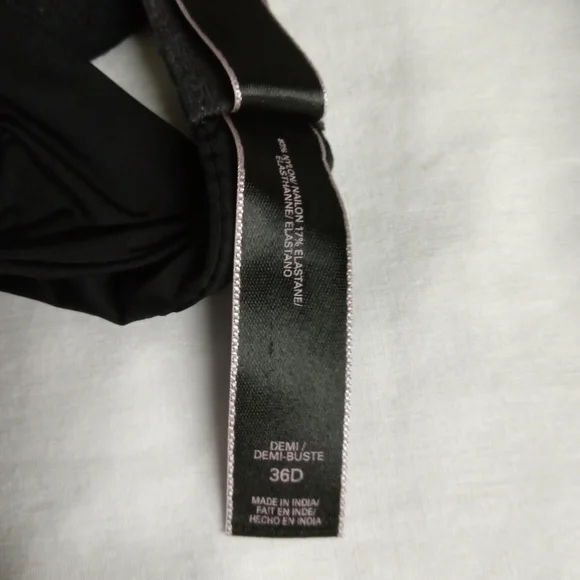 NYLON/ NAILON 17% ELASTANE/
ELASTHANNE/ ELASTANO
DEMI /
DEMI-BUSTE
36D
MADE IN INDIA/
FAIT EN INDE/
HECHO EN INDIA